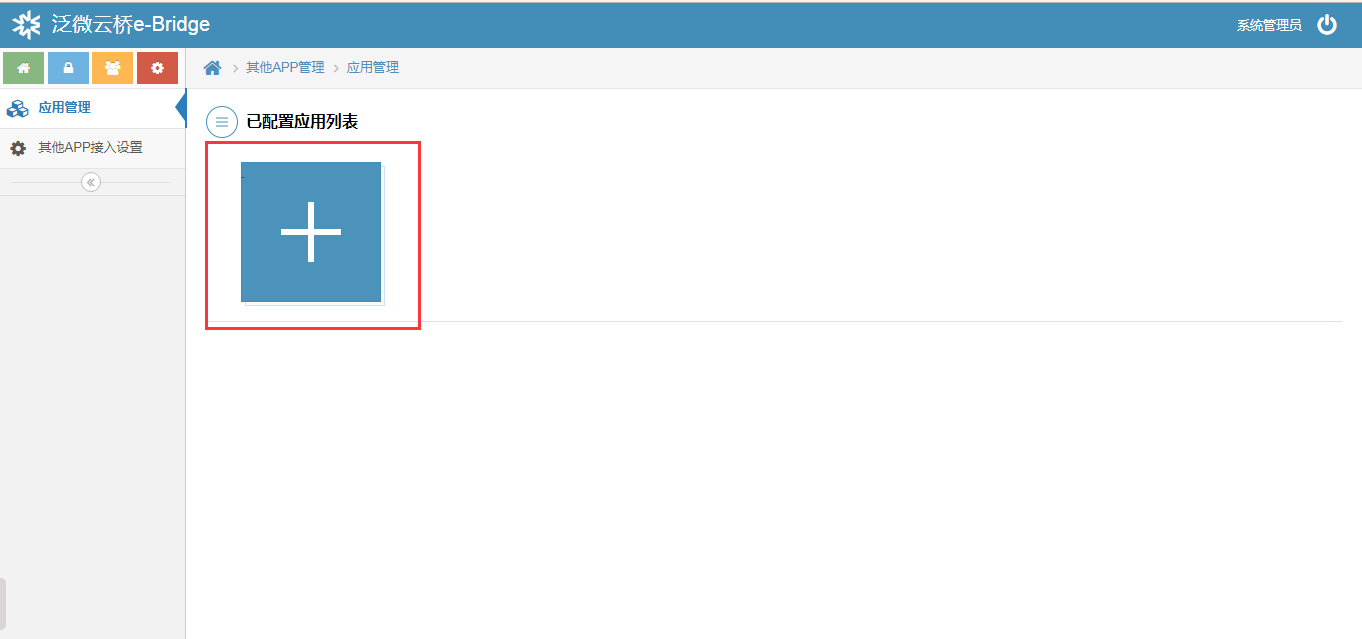 泛微云桥e-Bridge
系统管理员
其他APP管理 > 应用管理
应用管理
其他APP接入设置
已配置应用列表